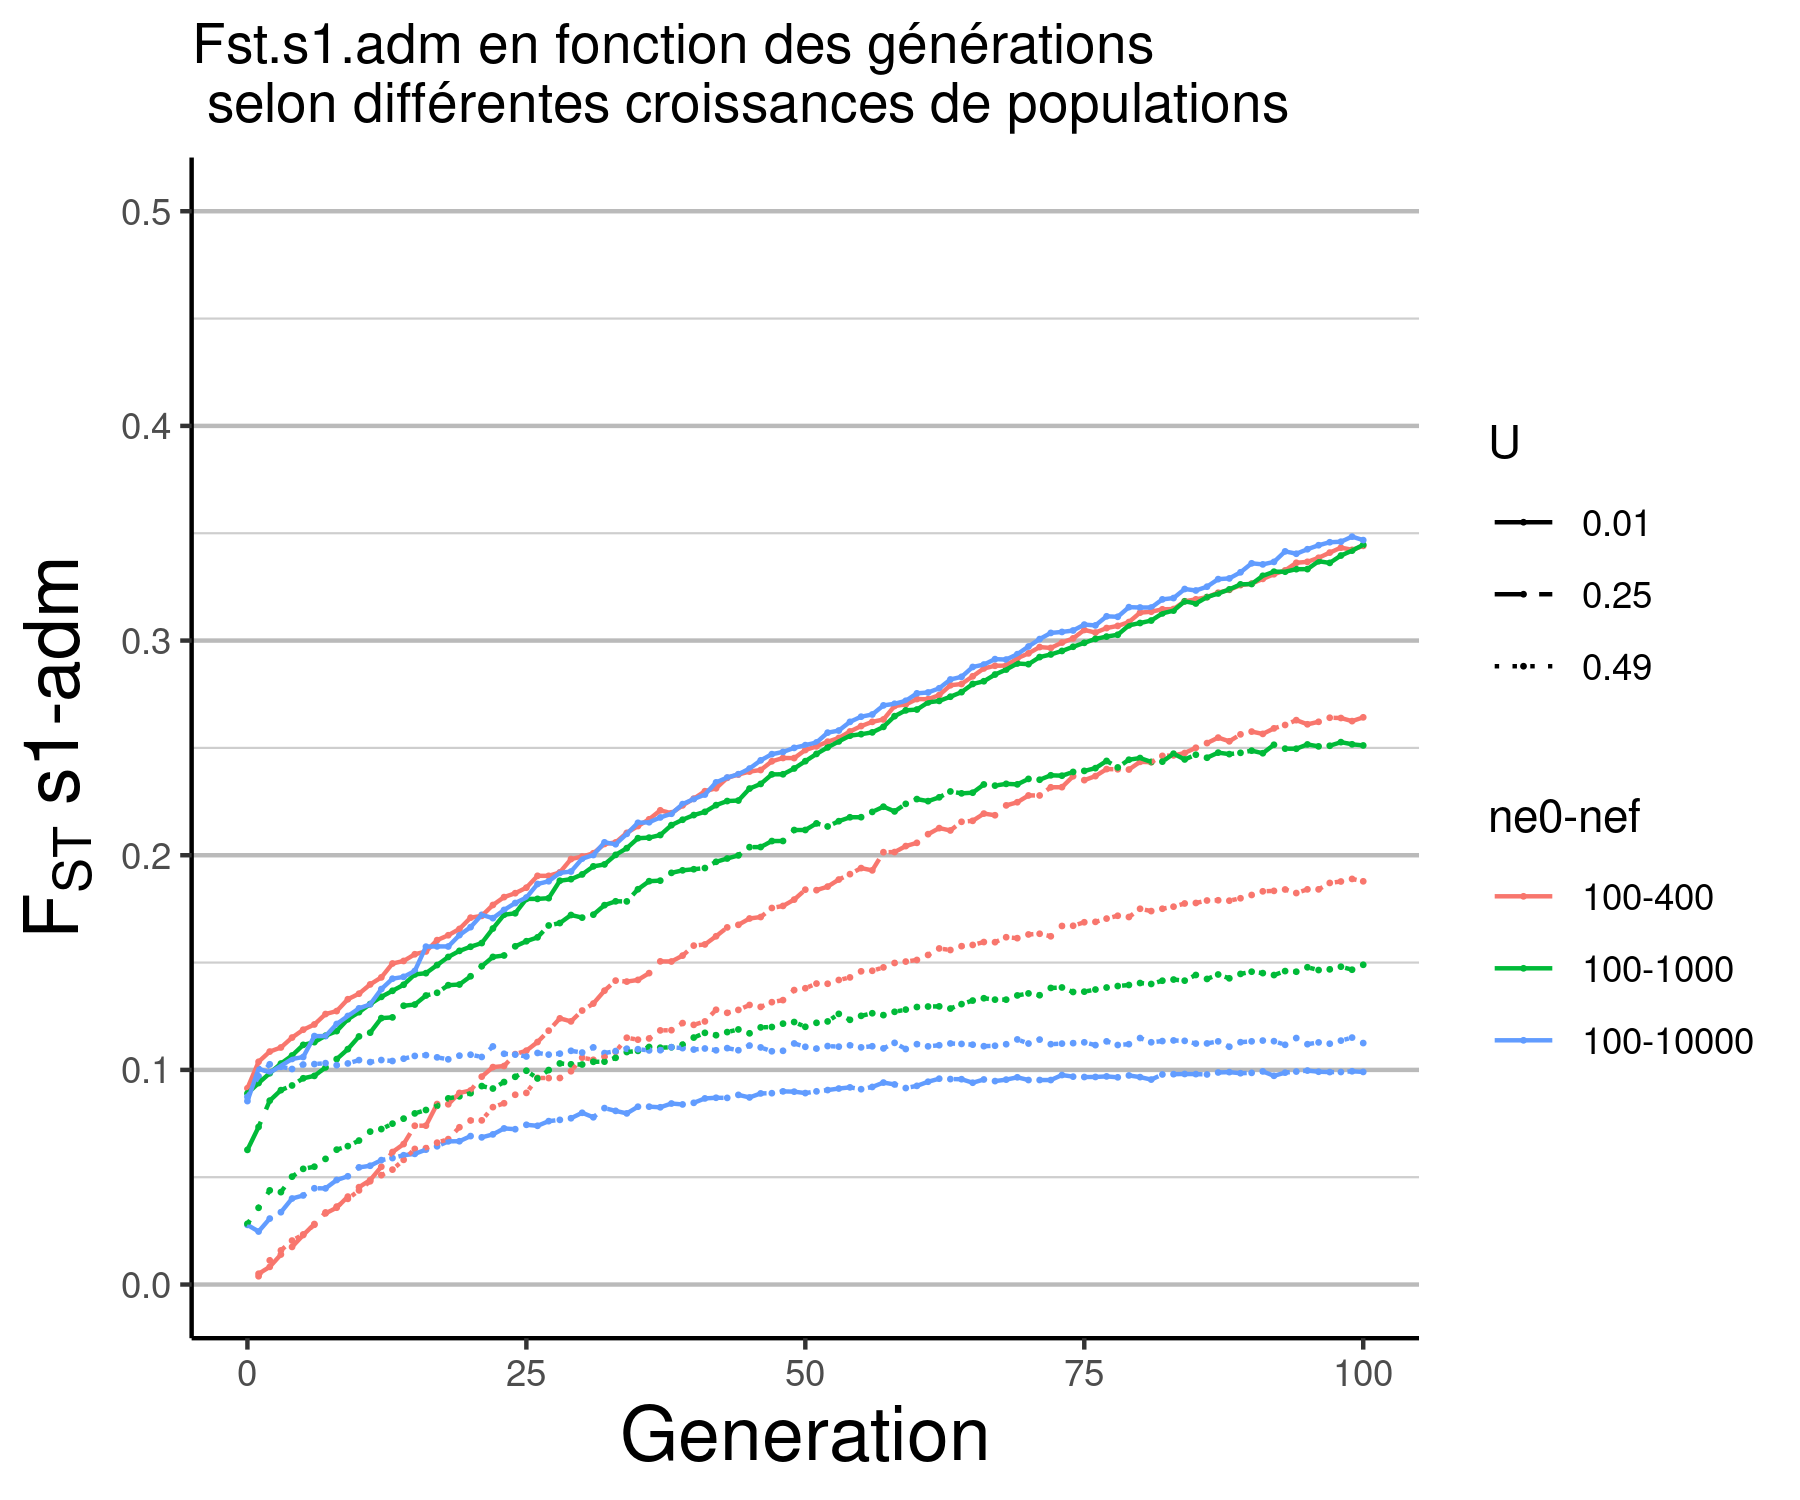 Fst.s1.adm en fonction des générations
selon différentes croissances de populations
0.5
0.4
0.3
0.2
0.1
0.0
FST s1-adm
0 25 50 75 100
Generation
U
0.01
0.25
0.49
ne0-nef
100-400
100-1000
100-10000